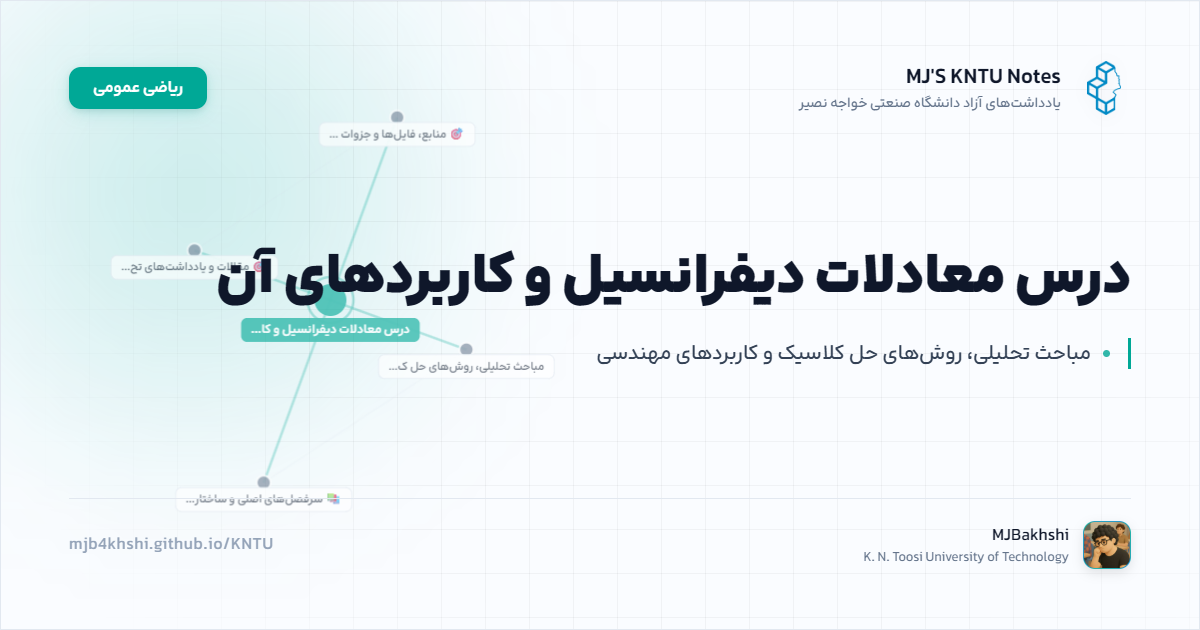 MJ'S KNTU Notes
یادداشت‌های آزاد دانشگاه صنعتی خواجه نصیر
ریاضی عمومی
🎯 منابع، فایل‌ها و جزوات ...
مقالات و یادداشت‌های تح...
درس معادلات دیفرانسیل و کاربردهای آن
درس معادلات دیفرانسیل و کا...
مباحث تحلیلی، روش‌های حل کلاسیک و کاربردهای مهندسی
مباحث تحلیلی، روش‌های حل ک...
📚 سرفصل‌های اصلی و ساختار...
MJBakhshi
K. N. Toosi University of Technology
mjb4khshi.github.io/KNTU